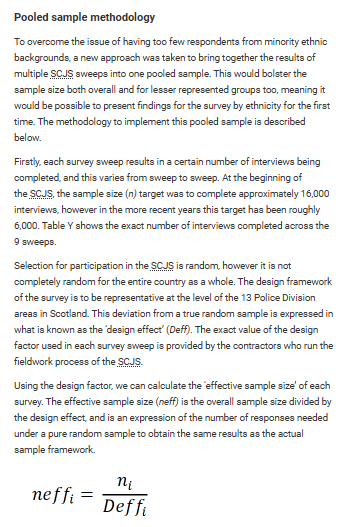 Pooled sample methodology
To overcome the issue of having too few respondents from minority ethnic
backgrounds, a new approach was taken to bring together the results of
multiple SCJS sweeps into one pooled sample. This would bolster the
sample size both overall and for lesser represented groups too, meaning it
would be possible to present findings for the survey by ethnicity for the first
time. The methodology to implement this pooled sample is described
below.
Firstly, each survey sweep results in a certain number of interviews being
completed, and this varies from sweep to sweep. At the beginning of
the SCJS, the sample size (n) target was to complete approximately 16,000
interviews, however in the more recent years this target has been roughly
6,000. Table Y shows the exact number of interviews completed across the
9 sweeps.
Selection for participation in the SCJS is random, however it is not
completely random for the entire country as a whole. The design framework
of the survey is to be representative at the level of the 13 Police Division
areas in Scotland. This deviation from a true random sample is expressed in
what is known as the 'design effect' (Deff). The exact value of the design
factor used in each survey sweep is provided by the contractors who run the
fieldwork process of the SCJS.
Using the design factor, we can calculate the 'effective sample size' of each
survey. The effective sample size (neff) is the overall sample size divided by
the design effect, and is an expression of the number of responses needed
under a pure random sample to obtain the same results as the actual
sample framework.
neffᵢ = nᵢ / Deffᵢ